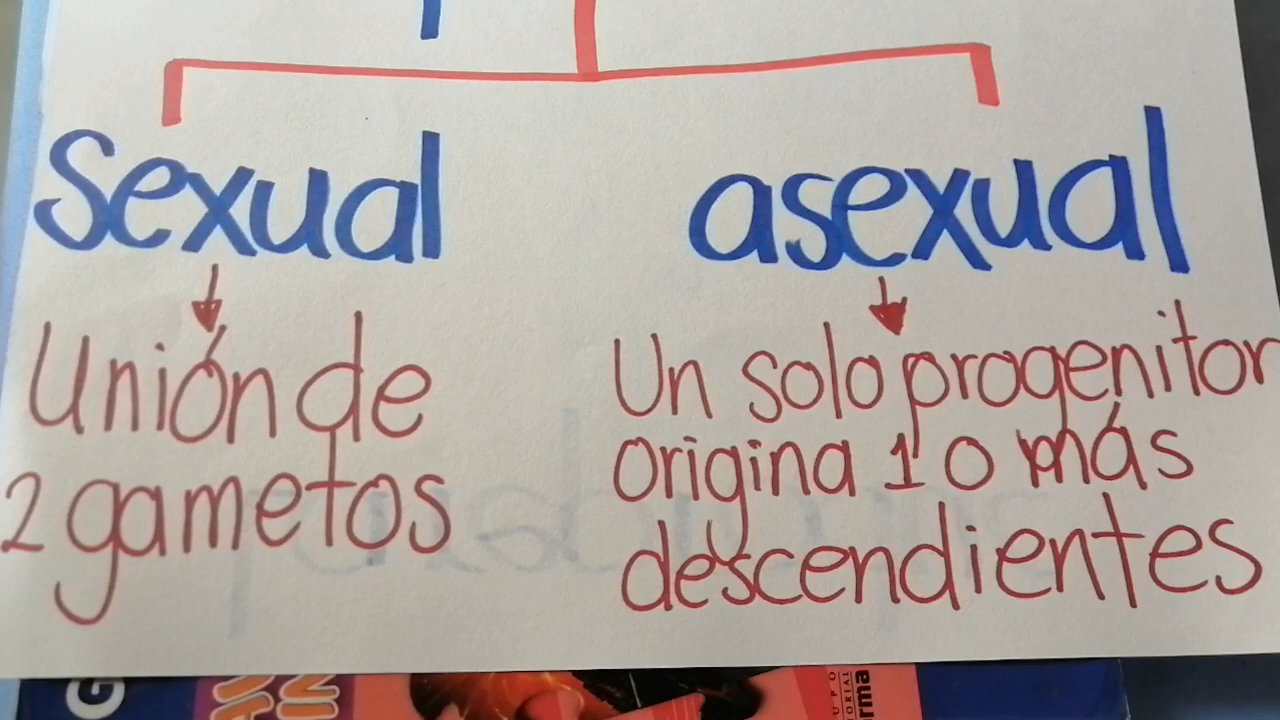 Sexual
asexual
Unión de
2 gametos
Un solo progenitor
origina 1 o más
descendientes